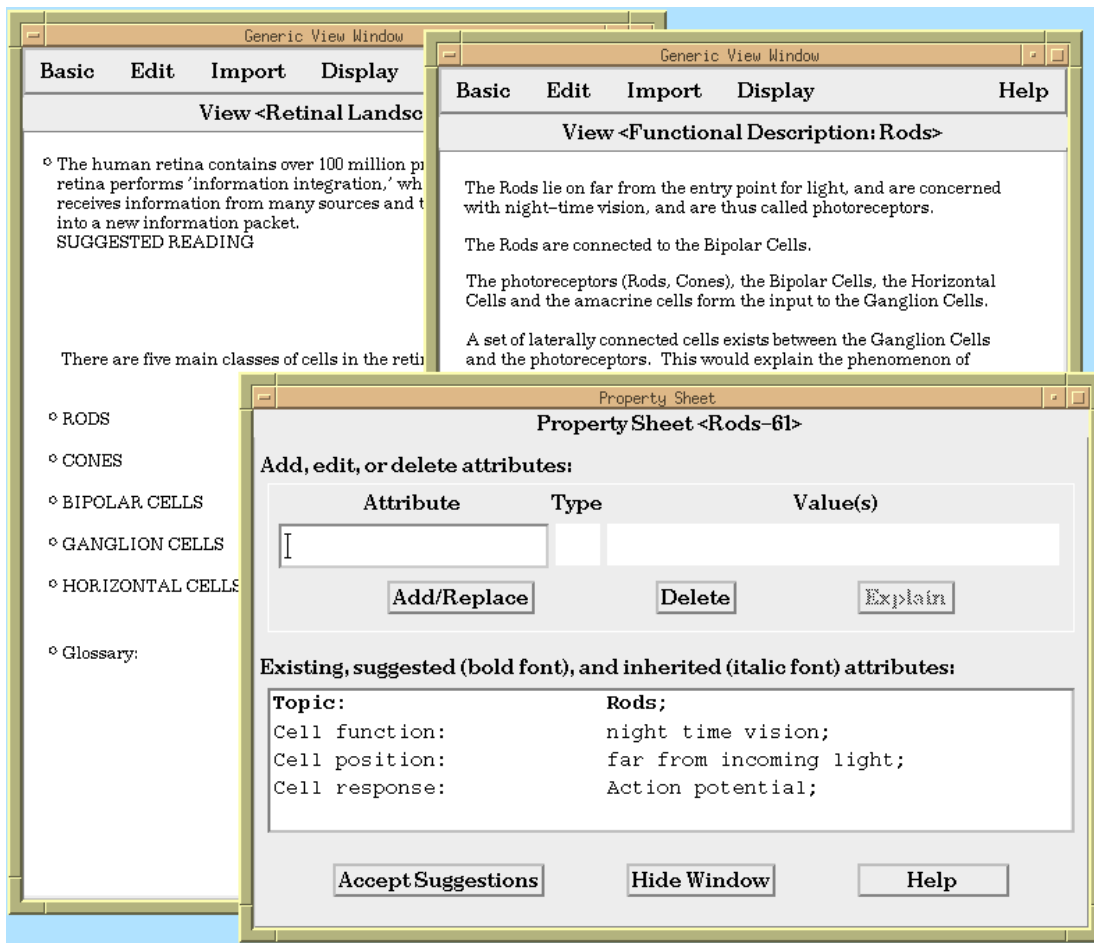 Generic View Window
Basic Edit Import Display
View <Retinal Landsc
The human retina contains over 100 million
retina performs 'information integration,' wh
receives information from many sources and t
into a new information packet.
SUGGESTED READING
There are five main classes of cells in the reti
RODS
CONES
BIPOLAR CELLS
GANGLION CELLS
HORIZONTAL CELLS
Glossary:
Generic View Window
Basic Edit Import Display Help
View <Functional Description: Rods>
The Rods lie on far from the entry point for light, and are concerned
with night-time vision, and are thus called photoreceptors.
The Rods are connected to the Bipolar Cells.
The photoreceptors (Rods, Cones), the Bipolar Cells, the Horizontal
Cells and the amacrine cells form the input to the Ganglion Cells.
A set of laterally connected cells exists between the Ganglion Cells
and the photoreceptors. This would explain the phenomenon of
Property Sheet
Property Sheet <Rods-61>
Add, edit, or delete attributes:
Attribute Type Value(s)
Add/Replace Delete Explain
Existing, suggested (bold font), and inherited (italic font) attributes:
Topic: Rods;
Cell function: night time vision;
Cell position: far from incoming light;
Cell response: Action potential;
Accept Suggestions Hide Window Help